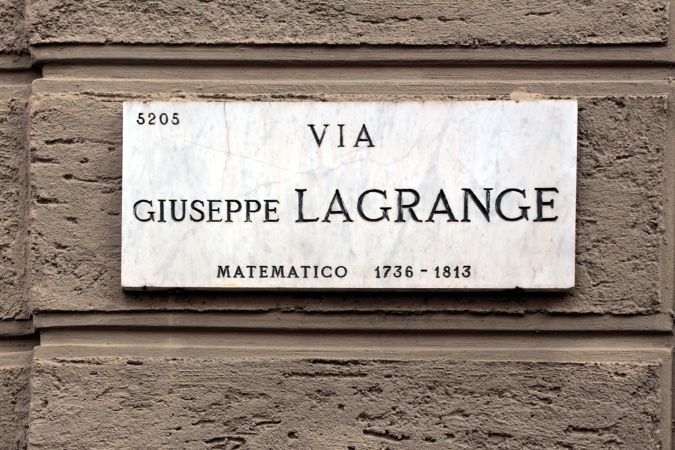 5205
VIA
GIUSEPPE LAGRANGE
MATEMATICO 1736 - 1813